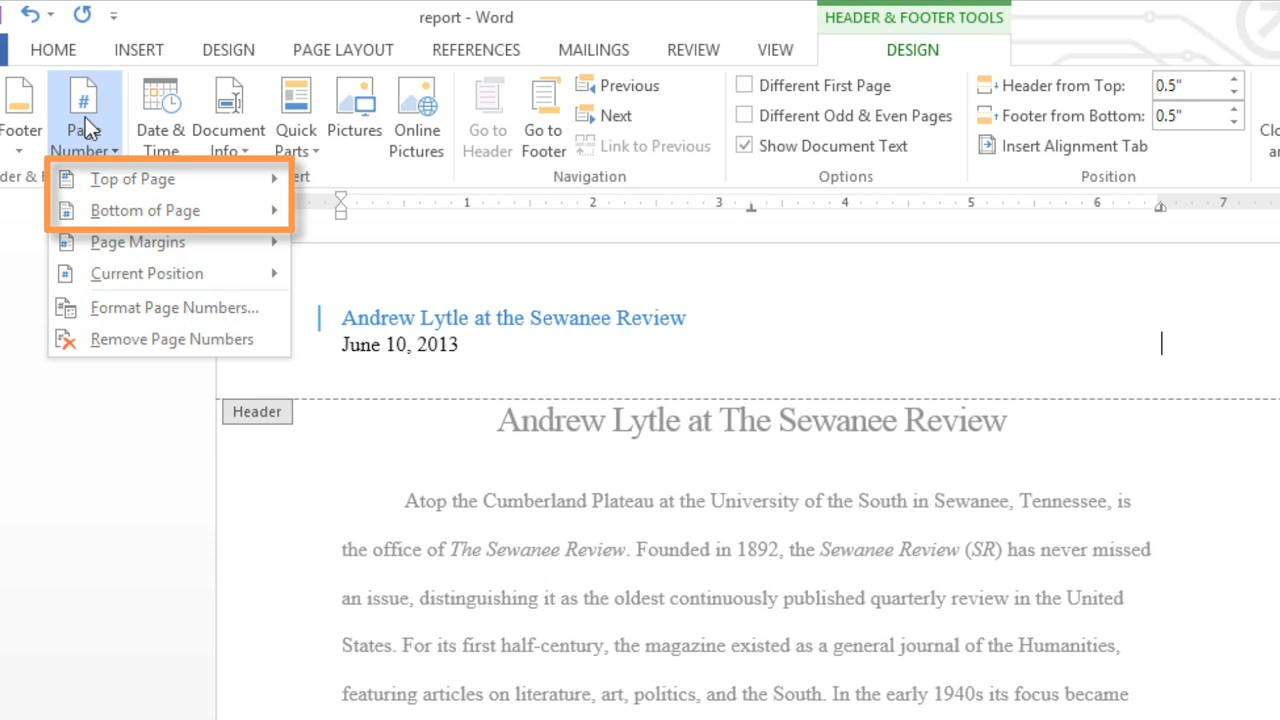 report - Word
HEADER & FOOTER TOOLS
HOME INSERT DESIGN PAGE LAYOUT REFERENCES MAILINGS REVIEW VIEW DESIGN
Footer
#
Page
Number
Date &
Time
Document
Info
Quick
Parts
Pictures
Online
Pictures
Go to
Header
Go to
Footer
Previous
Next
Link to Previous
Different First Page
Different Odd & Even Pages
Show Document Text
Header from Top: 0.5"
Footer from Bottom: 0.5"
Insert Alignment Tab
Navigation Options Position
Top of Page
Bottom of Page
Page Margins
Current Position
Format Page Numbers...
Remove Page Numbers
1 2 3 4 5 6 7
Andrew Lytle at the Sewanee Review
June 10, 2013
Header
Andrew Lytle at The Sewanee Review
Atop the Cumberland Plateau at the University of the South in Sewanee, Tennessee, is
the office of The Sewanee Review. Founded in 1892, the Sewanee Review (SR) has never missed
an issue, distinguishing it as the oldest continuously published quarterly review in the United
States. For its first half-century, the magazine existed as a general journal of the Humanities,
featuring articles on literature, art, politics, and the South. In the early 1940s its focus became